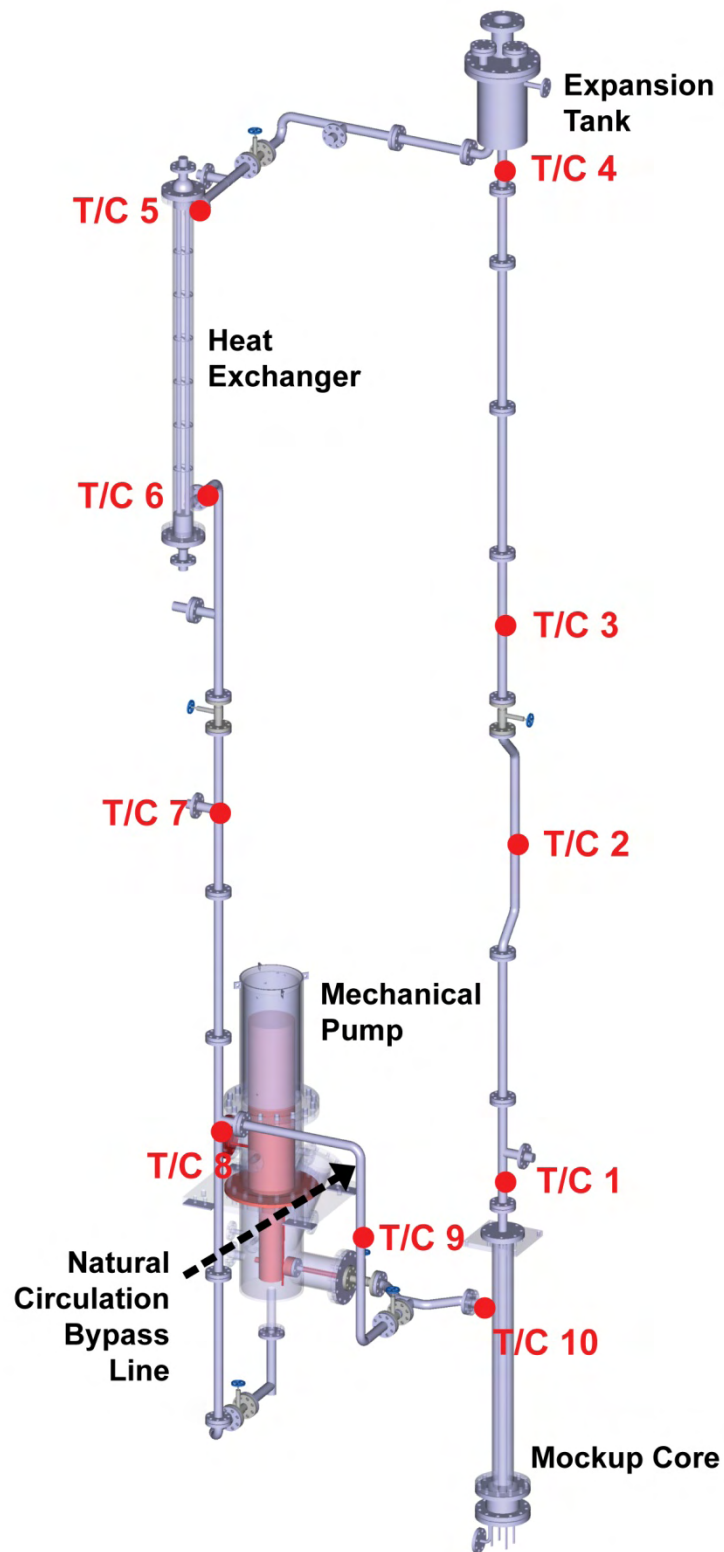 Expansion
Tank
T/C 4
T/C 5
Heat
Exchanger
T/C 6
T/C 3
T/C 7
T/C 2
Mechanical
Pump
T/C 8
T/C 1
T/C 9
Natural
Circulation
Bypass
Line
T/C 10
Mockup Core